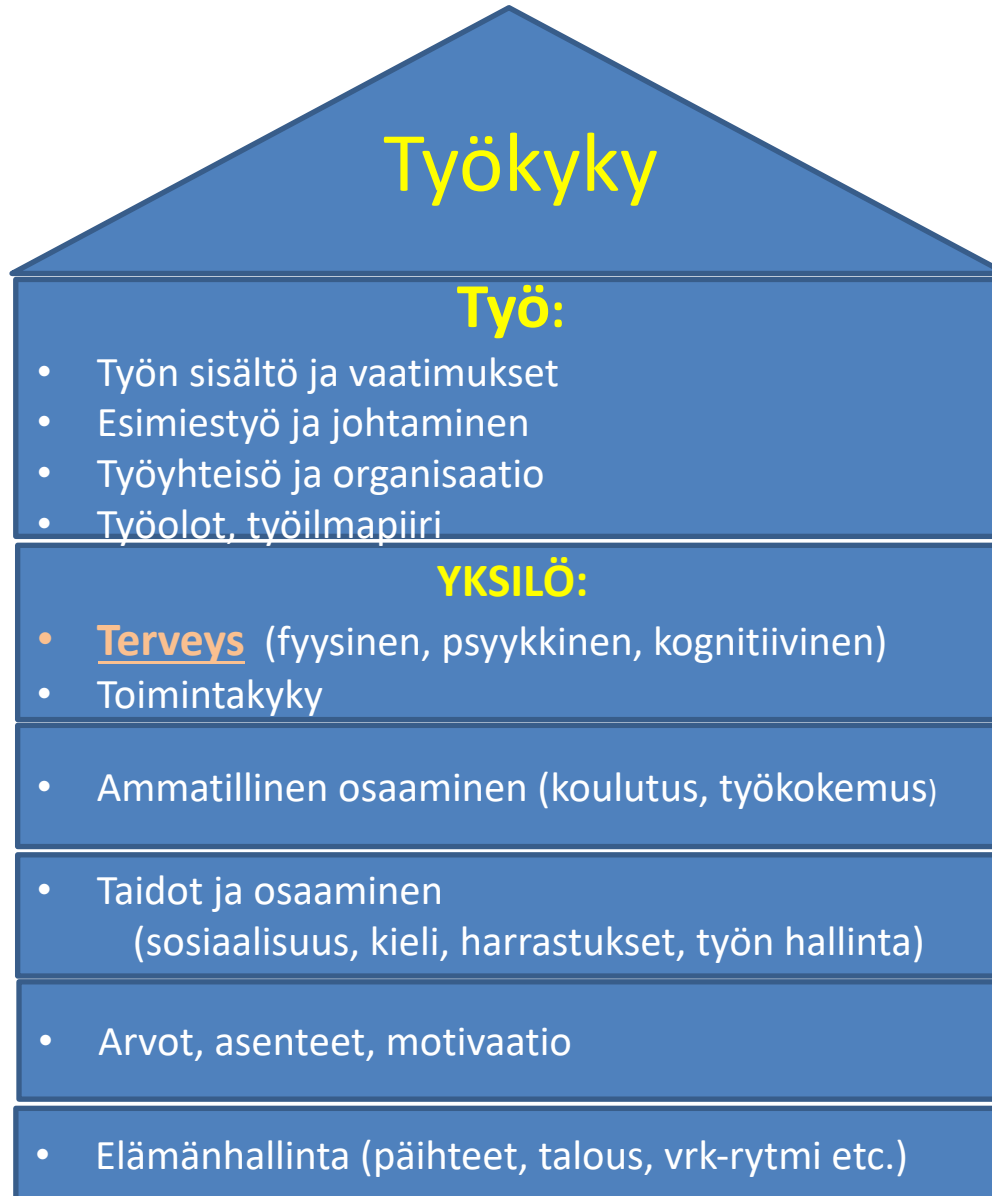 Työkyky
Työ:
• Työn sisältö ja vaatimukset
• Esimiestyö ja johtaminen
• Työyhteisö ja organisaatio
• Työolot, työilmapiiri
YKSILÖ:
• Terveys (fyysinen, psyykkinen, kognitiivinen)
• Toimintakyky
• Ammatillinen osaaminen (koulutus, työkokemus)
• Taidot ja osaaminen
(sosiaalisuus, kieli, harrastukset, työn hallinta)
• Arvot, asenteet, motivaatio
• Elämänhallinta (päihteet, talous, vrk-rytmi etc.)